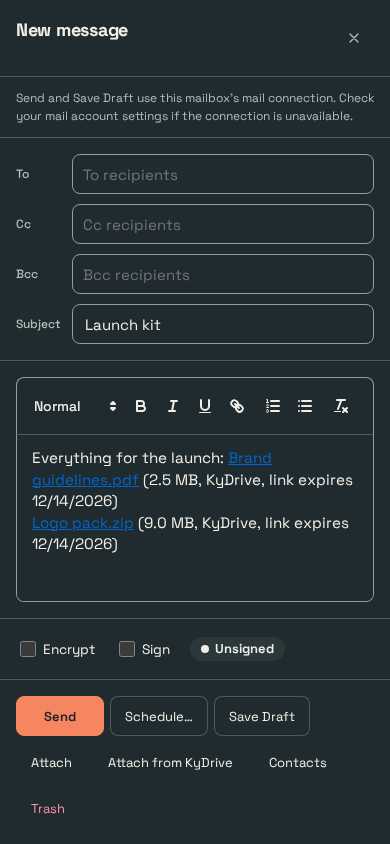 New message
Send and Save Draft use this mailbox's mail connection. Check
your mail account settings if the connection is unavailable.
To
To recipients
Cc
Cc recipients
Bcc
Bcc recipients
Subject
Launch kit
Normal
Everything for the launch: Brand
guidelines.pdf (2.5 MB, KyDrive, link expires
12/14/2026)
Logo pack.zip (9.0 MB, KyDrive, link expires
12/14/2026)
Encrypt
Sign
Unsigned
Send
Schedule…
Save Draft
Attach
Attach from KyDrive
Contacts
Trash